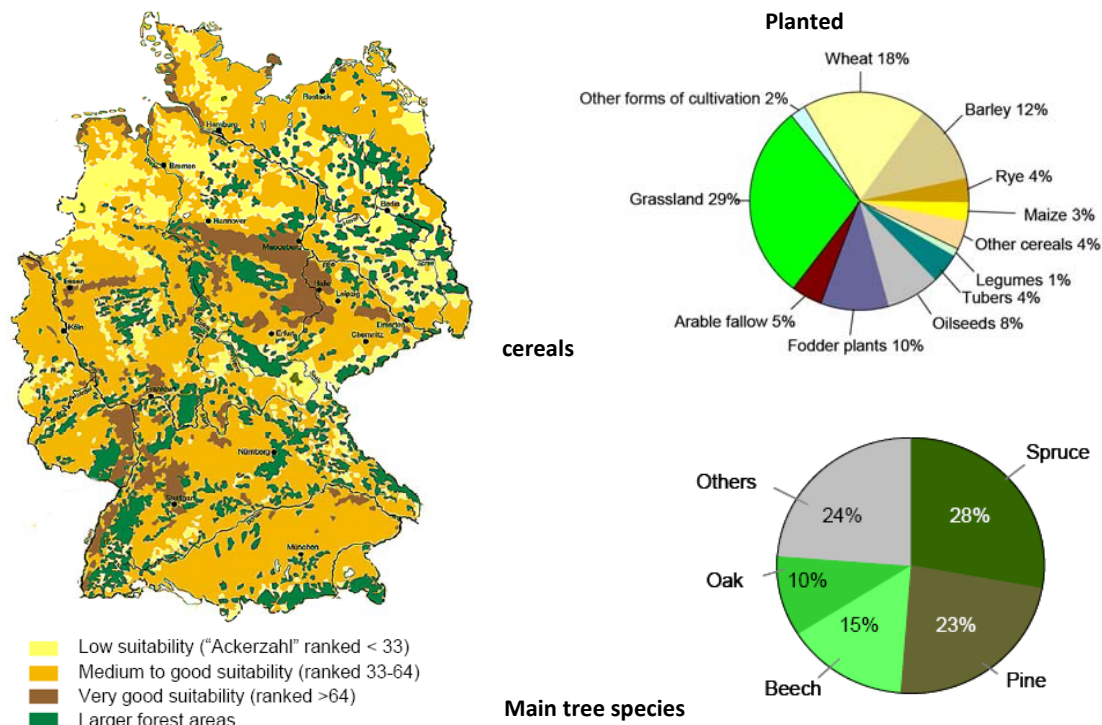 Planted
Wheat 18%
Other forms of cultivation 2%
Barley 12%
Rye 4%
Grassland 29%
Maize 3%
Other cereals 4%
Legumes 1%
Tubers 4%
Oilseeds 8%
Arable fallow 5%
Fodder plants 10%
cereals
Rostock
Hamburg
Bremen
Berlin
Hannover
Magdeburg
Essen
Halle
Leipzig
Köln
Erfurt
Dresden
Chemnitz
Frankfurt
Nürnberg
Stuttgart
München
Spruce
Others
24%
28%
Oak
10%
15%
23%
Beech
Pine
Low suitability ("Ackerzahl" ranked < 33)
Medium to good suitability (ranked 33-64)
Very good suitability (ranked >64)
Larger forest areas
Main tree species